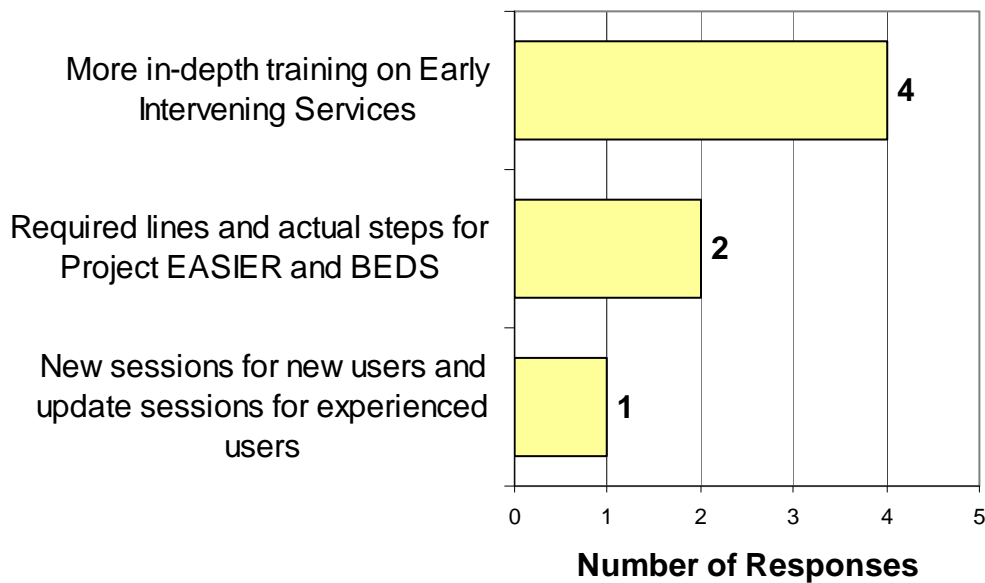 More in-depth training on Early
Intervening Services
4
Required lines and actual steps for
Project EASIER and BEDS
2
New sessions for new users and
update sessions for experienced
users
1
0 1 2 3 4 5
Number of Responses